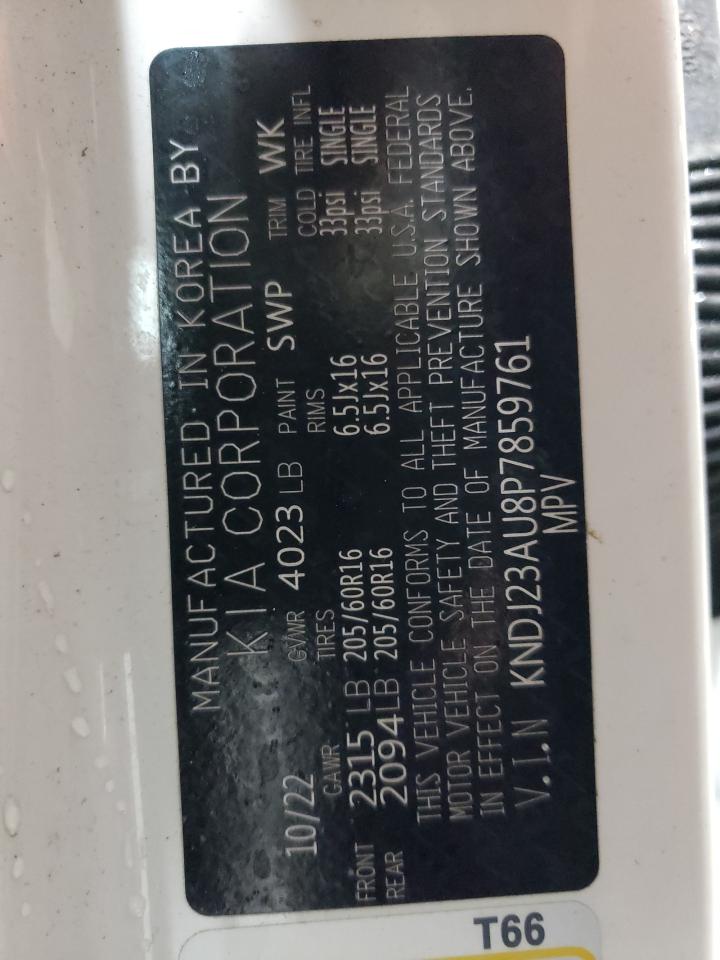 MANUFACTURED IN KOREA BY
KIA CORPORATION
10/22 GVWR 4023 LB PAINT SWP TRIM WK
GAWR TIRES RIMS COLD TIRE INFL
FRONT 2315 LB 205/60R16 6.5Jx16 33psi SINGLE
REAR 2094 LB 205/60R16 6.5Jx16 33psi SINGLE
THIS VEHICLE CONFORMS TO ALL APPLICABLE U.S.A. FEDERAL
MOTOR VEHICLE SAFETY AND THEFT PREVENTION STANDARDS
IN EFFECT ON THE DATE OF MANUFACTURE SHOWN ABOVE.
V.I.N KNDJ23AU8P7859761
MPV
T66